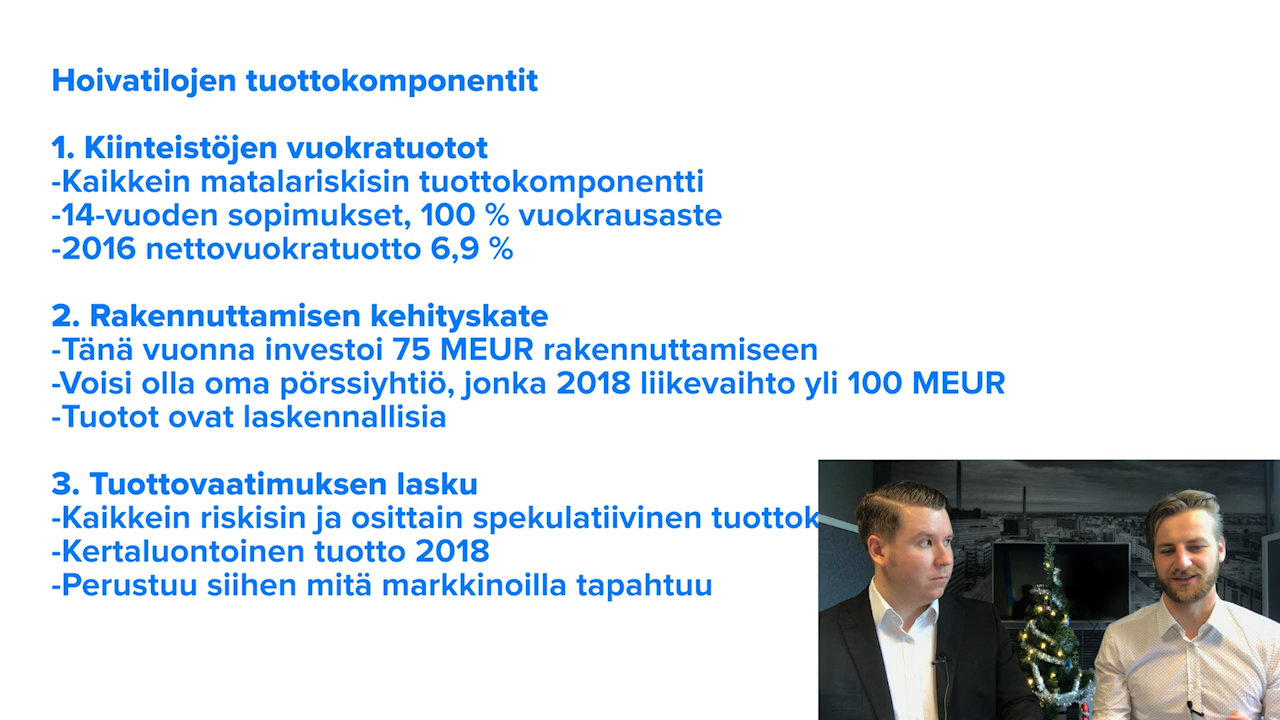 Hoivatilojen tuottokomponentit
1. Kiinteistöjen vuokratuotot
-Kaikkein matalariskisin tuottokomponentti
-14-vuoden sopimukset, 100 % vuokrausaste
-2016 nettovuokratuotto 6,9 %
2. Rakennuttamisen kehityskate
-Tänä vuonna investoi 75 MEUR rakennuttamiseen
-Voisi olla oma pörssiyhtiö, jonka 2018 liikevaihto yli 100 MEUR
-Tuotot ovat laskennallisia
3. Tuottovaatimuksen lasku
-Kaikkein riskisin ja osittain spekulatiivinen tuottok
-Kertaluontoinen tuotto 2018
-Perustuu siihen mitä markkinoilla tapahtuu